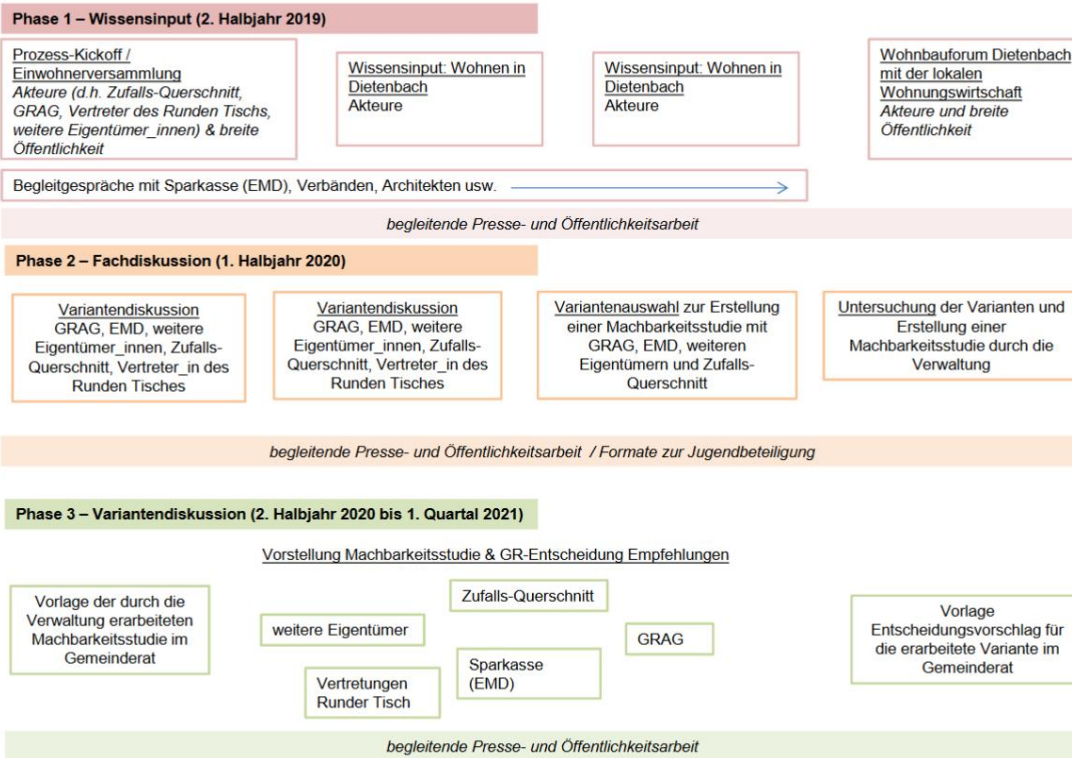 Phase 1 – Wissensinput (2. Halbjahr 2019)
Prozess-Kickoff /
Einwohnerversammlung
Akteure (d.h. Zufalls-Querschnitt,
GRAG, Vertreter des Runden Tischs,
weitere Eigentümer_innen) & breite
Öffentlichkeit
Wissensinput: Wohnen in
Dietenbach
Akteure
Wissensinput: Wohnen in
Dietenbach
Akteure
Wohnbauforum Dietenbach
mit der lokalen
Wohnungswirtschaft
Akteure und breite
Öffentlichkeit
Begleitgespräche mit Sparkasse (EMD), Verbänden, Architekten usw.
begleitende Presse- und Öffentlichkeitsarbeit
Phase 2 – Fachdiskussion (1. Halbjahr 2020)
Variantendiskussion
GRAG, EMD, weitere
Eigentümer_innen, Zufalls-
Querschnitt, Vertreter_in des
Runden Tisches
Variantendiskussion
GRAG, EMD, weitere
Eigentümer_innen, Zufalls-
Querschnitt, Vertreter_in des
Runden Tisches
Variantenauswahl zur Erstellung
einer Machbarkeitsstudie mit
GRAG, EMD, weiteren
Eigentümern und Zufalls-
Querschnitt
Untersuchung der Varianten und
Erstellung einer
Machbarkeitsstudie durch die
Verwaltung
begleitende Presse- und Öffentlichkeitsarbeit / Formate zur Jugendbeteiligung
Phase 3 – Variantendiskussion (2. Halbjahr 2020 bis 1. Quartal 2021)
Vorstellung Machbarkeitsstudie & GR-Entscheidung Empfehlungen
Vorlage der durch die
Verwaltung erarbeiteten
Machbarkeitsstudie im
Gemeinderat
weitere Eigentümer
Vertretungen
Runder Tisch
Zufalls-Querschnitt
Sparkasse
(EMD)
GRAG
Vorlage
Entscheidungsvorschlag für
die erarbeitete Variante im
Gemeinderat
begleitende Presse- und Öffentlichkeitsarbeit